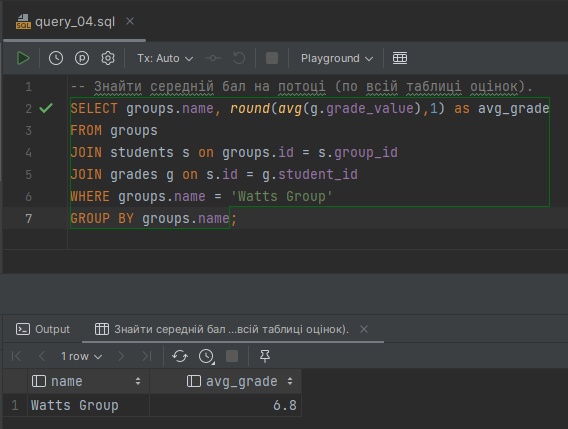 query_04.sql
Tx: Auto
Playground
1 -- Знайти середній бал на потоці (по всій таблиці оцінок).
2 SELECT groups.name, round(avg(g.grade_value),1) as avg_grade
3 FROM groups
4 JOIN students s on groups.id = s.group_id
5 JOIN grades g on s.id = g.student_id
6 WHERE groups.name = 'Watts Group'
7 GROUP BY groups.name;
Output
Знайти середній бал ...всій таблиці оцінок).
1 row
name avg_grade
1 Watts Group 6.8